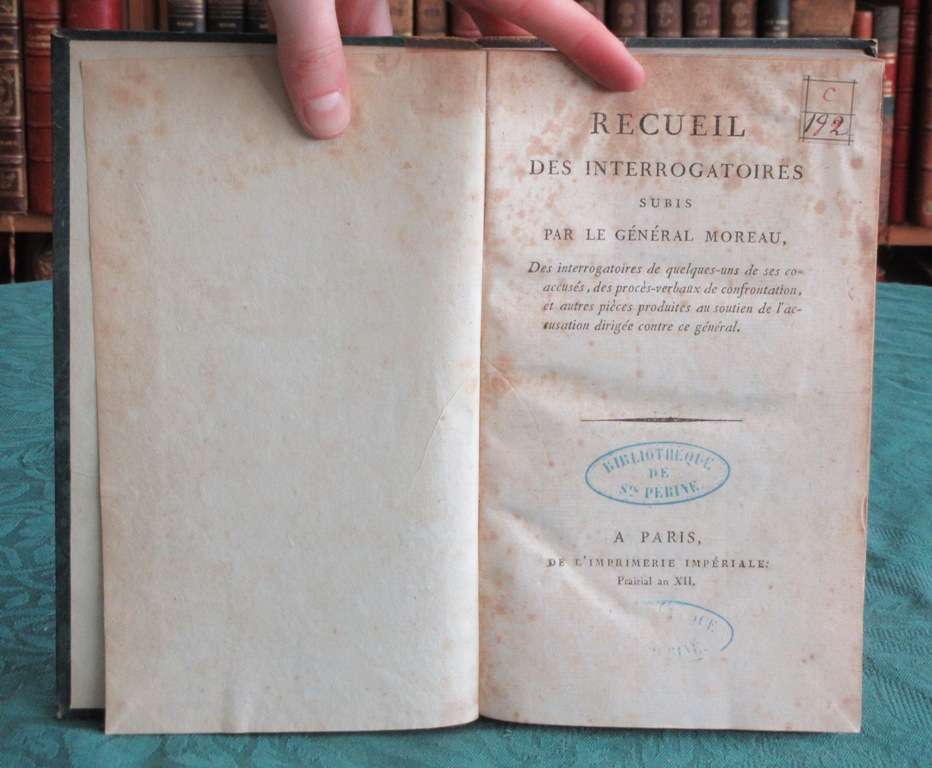 C
192
RECUEIL
DES INTERROGATOIRES
SUBIS
PAR LE GÉNÉRAL MOREAU,
Des interrogatoires de quelques-uns de ses co-
accusés, des procès-verbaux de confrontation,
et autres pièces produites au soutien de l'ac-
cusation dirigée contre ce général.
BIBLIOTHÈQUE
DE
STE PÉRINE
A PARIS,
DE L'IMPRIMERIE IMPÉRIALE.
Prairial an XII.